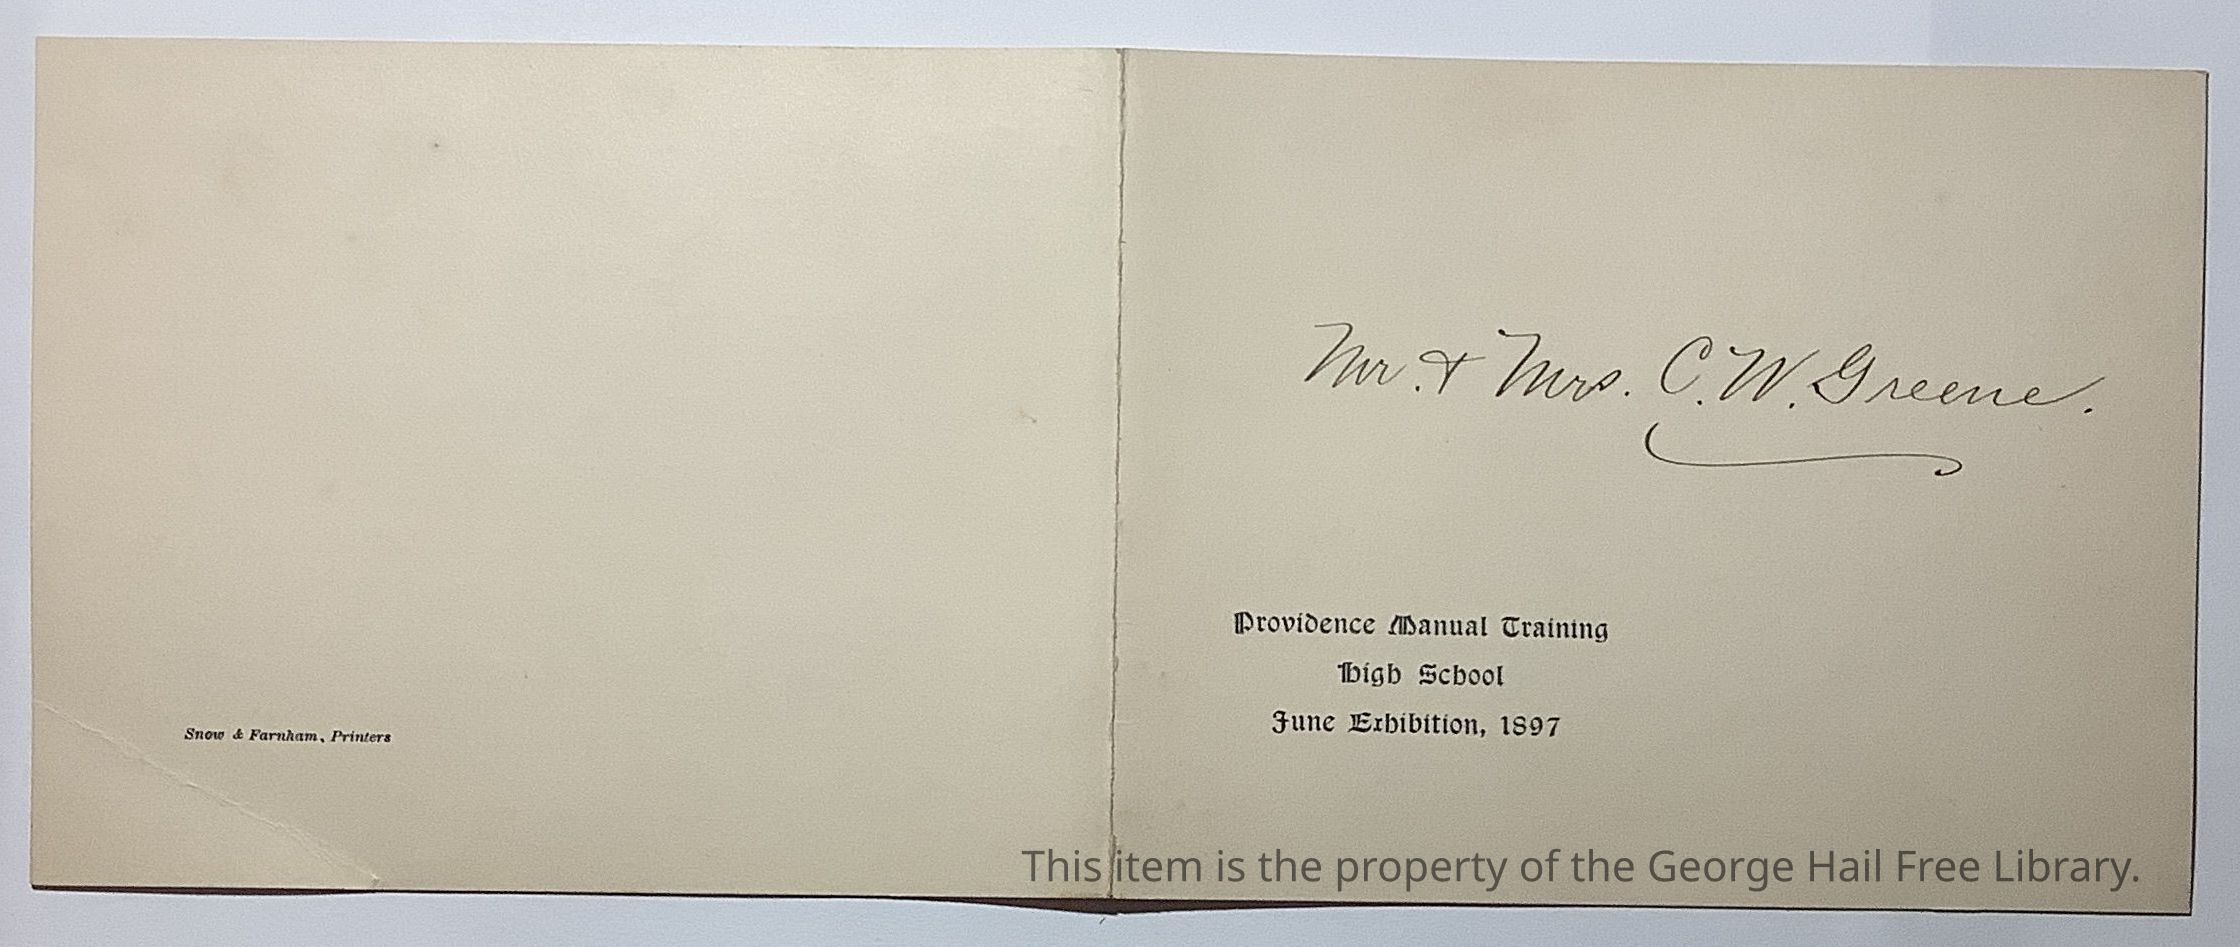 Snow & Farnham, Printers
Mr. & Mrs. C. W. Greene.
Providence Manual Training
High School
June Exhibition, 1897
This item is the property of the George Hail Free Library.